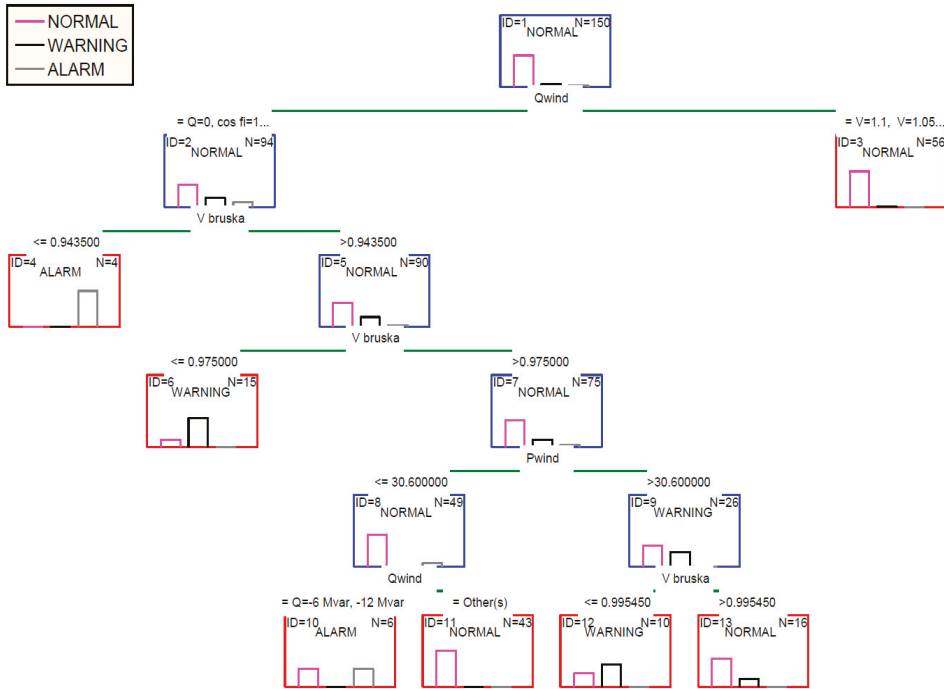 NORMAL
WARNING
ALARM
ID=1 N=150
NORMAL
Qwind
= Q=0, cos fi=1...
= V=1.1, V=1.05...
ID=2 N=94
NORMAL
V bruska
ID=3 N=56
NORMAL
<= 0.943500
>0.943500
ID=4 N=4
ALARM
ID=5 N=90
NORMAL
V bruska
<= 0.975000
>0.975000
ID=6 N=15
WARNING
ID=7 N=75
NORMAL
Pwind
<= 30.600000
>30.600000
ID=8 N=49
NORMAL
Qwind
ID=9 N=26
WARNING
V bruska
= Q=-6 Mvar, -12 Mvar
= Other(s)
<= 0.995450
>0.995450
ID=10 N=6
ALARM
ID=11 N=43
NORMAL
ID=12 N=10
WARNING
ID=13 N=16
NORMAL